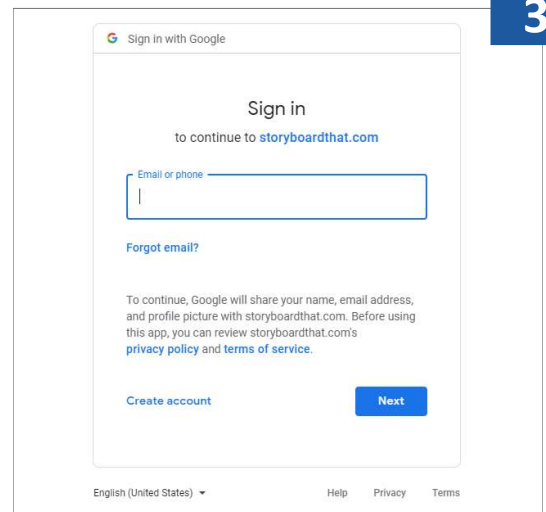 3
Sign in with Google
Sign in
to continue to storyboardthat.com
Email or phone
Forgot email?
To continue, Google will share your name, email address,
and profile picture with storyboardthat.com. Before using
this app, you can review storyboardthat.com's
privacy policy and terms of service.
Create account Next
English (United States) Help Privacy Terms